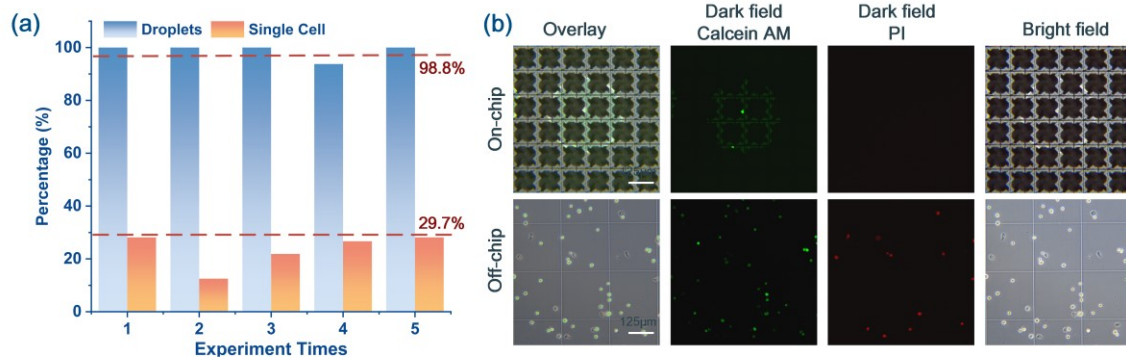 (a)
Droplets
Single Cell
100
80
60
40
20
0
98.8%
29.7%
Percentage (%)
1 2 3 4 5
Experiment Times
(b)
Overlay
Dark field
Calcein AM
Dark field
PI
Bright field
On-chip
Off-chip
125μm